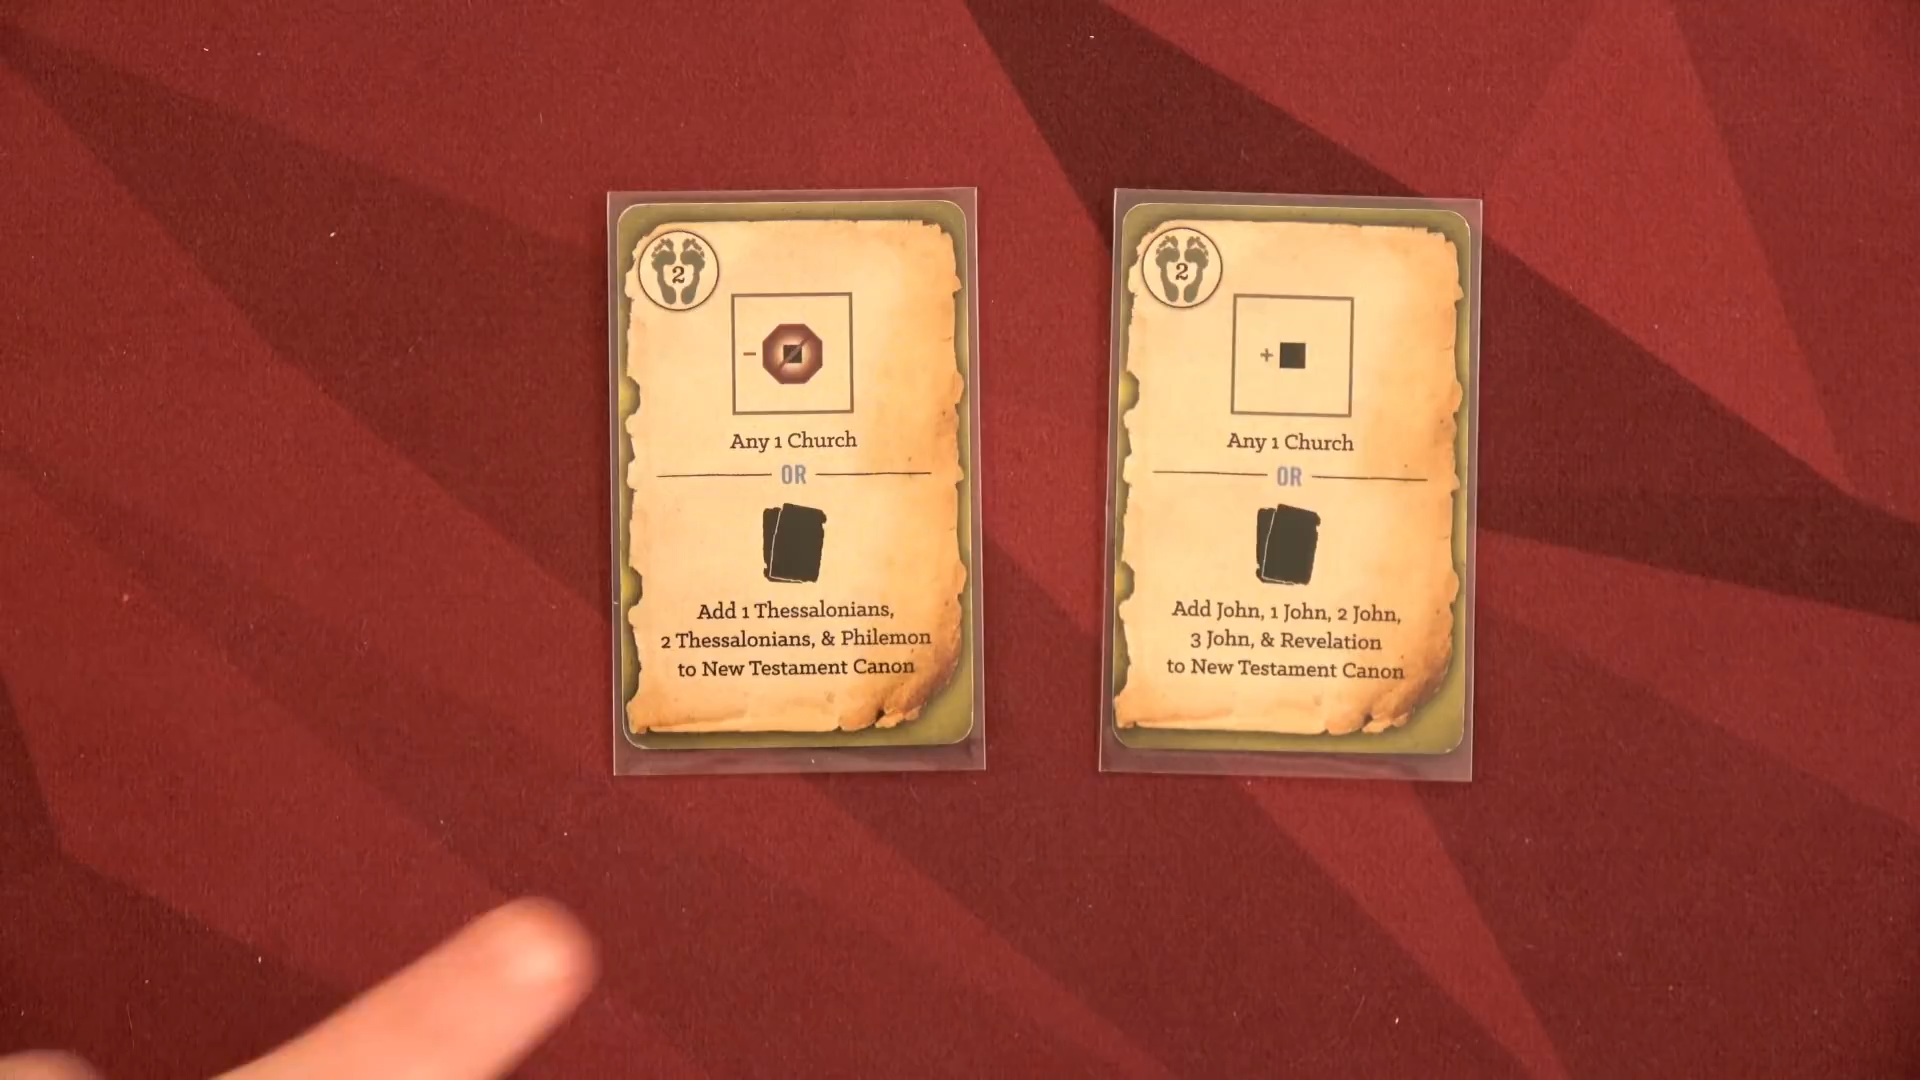 2
-
Any 1 Church
OR
Add 1 Thessalonians,
2 Thessalonians, & Philemon
to New Testament Canon
2
+
Any 1 Church
OR
Add John, 1 John, 2 John,
3 John, & Revelation
to New Testament Canon